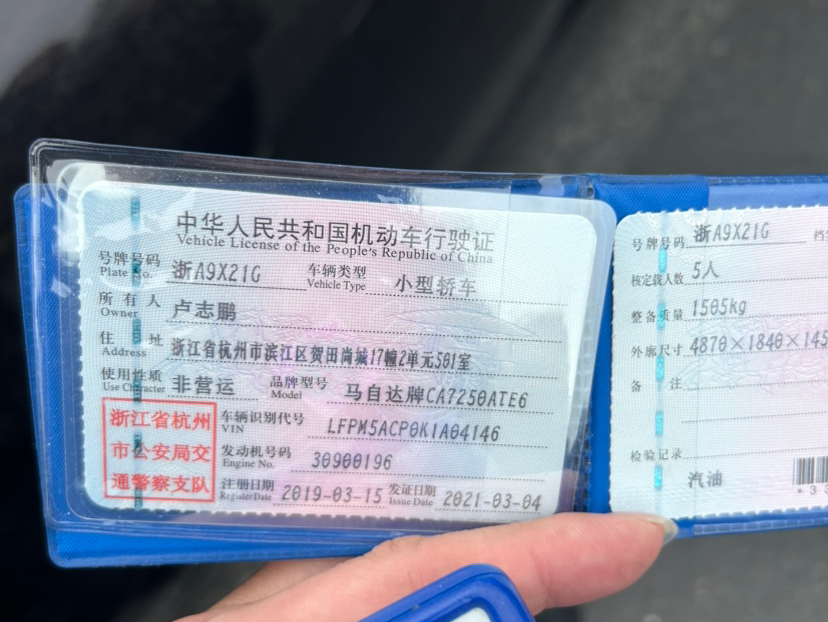 中华人民共和国机动车行驶证
Vehicle License of the People's Republic of China
号牌号码 浙A9X21G 车辆类型 小型轿车
Plate No. Vehicle Type
所有人 卢志鹏
Owner
住址 浙江省杭州市滨江区贺田尚城17幢2单元501室
Address
使用性质 非营运 品牌型号 马自达牌CA7250ATE6
Use Character Model
浙江省杭州
市公安局交
通警察支队
车辆识别代号 LFPM5ACP0K1A04146
VIN
发动机号码 30900196
Engine No.
注册日期 2019-03-15 发证日期 2021-03-04
Register Date Issue Date
号牌号码 浙A9X21G
核定载人数 5人
整备质量 1505kg
外廓尺寸 4870×1840×145
备注
检验记录
汽油